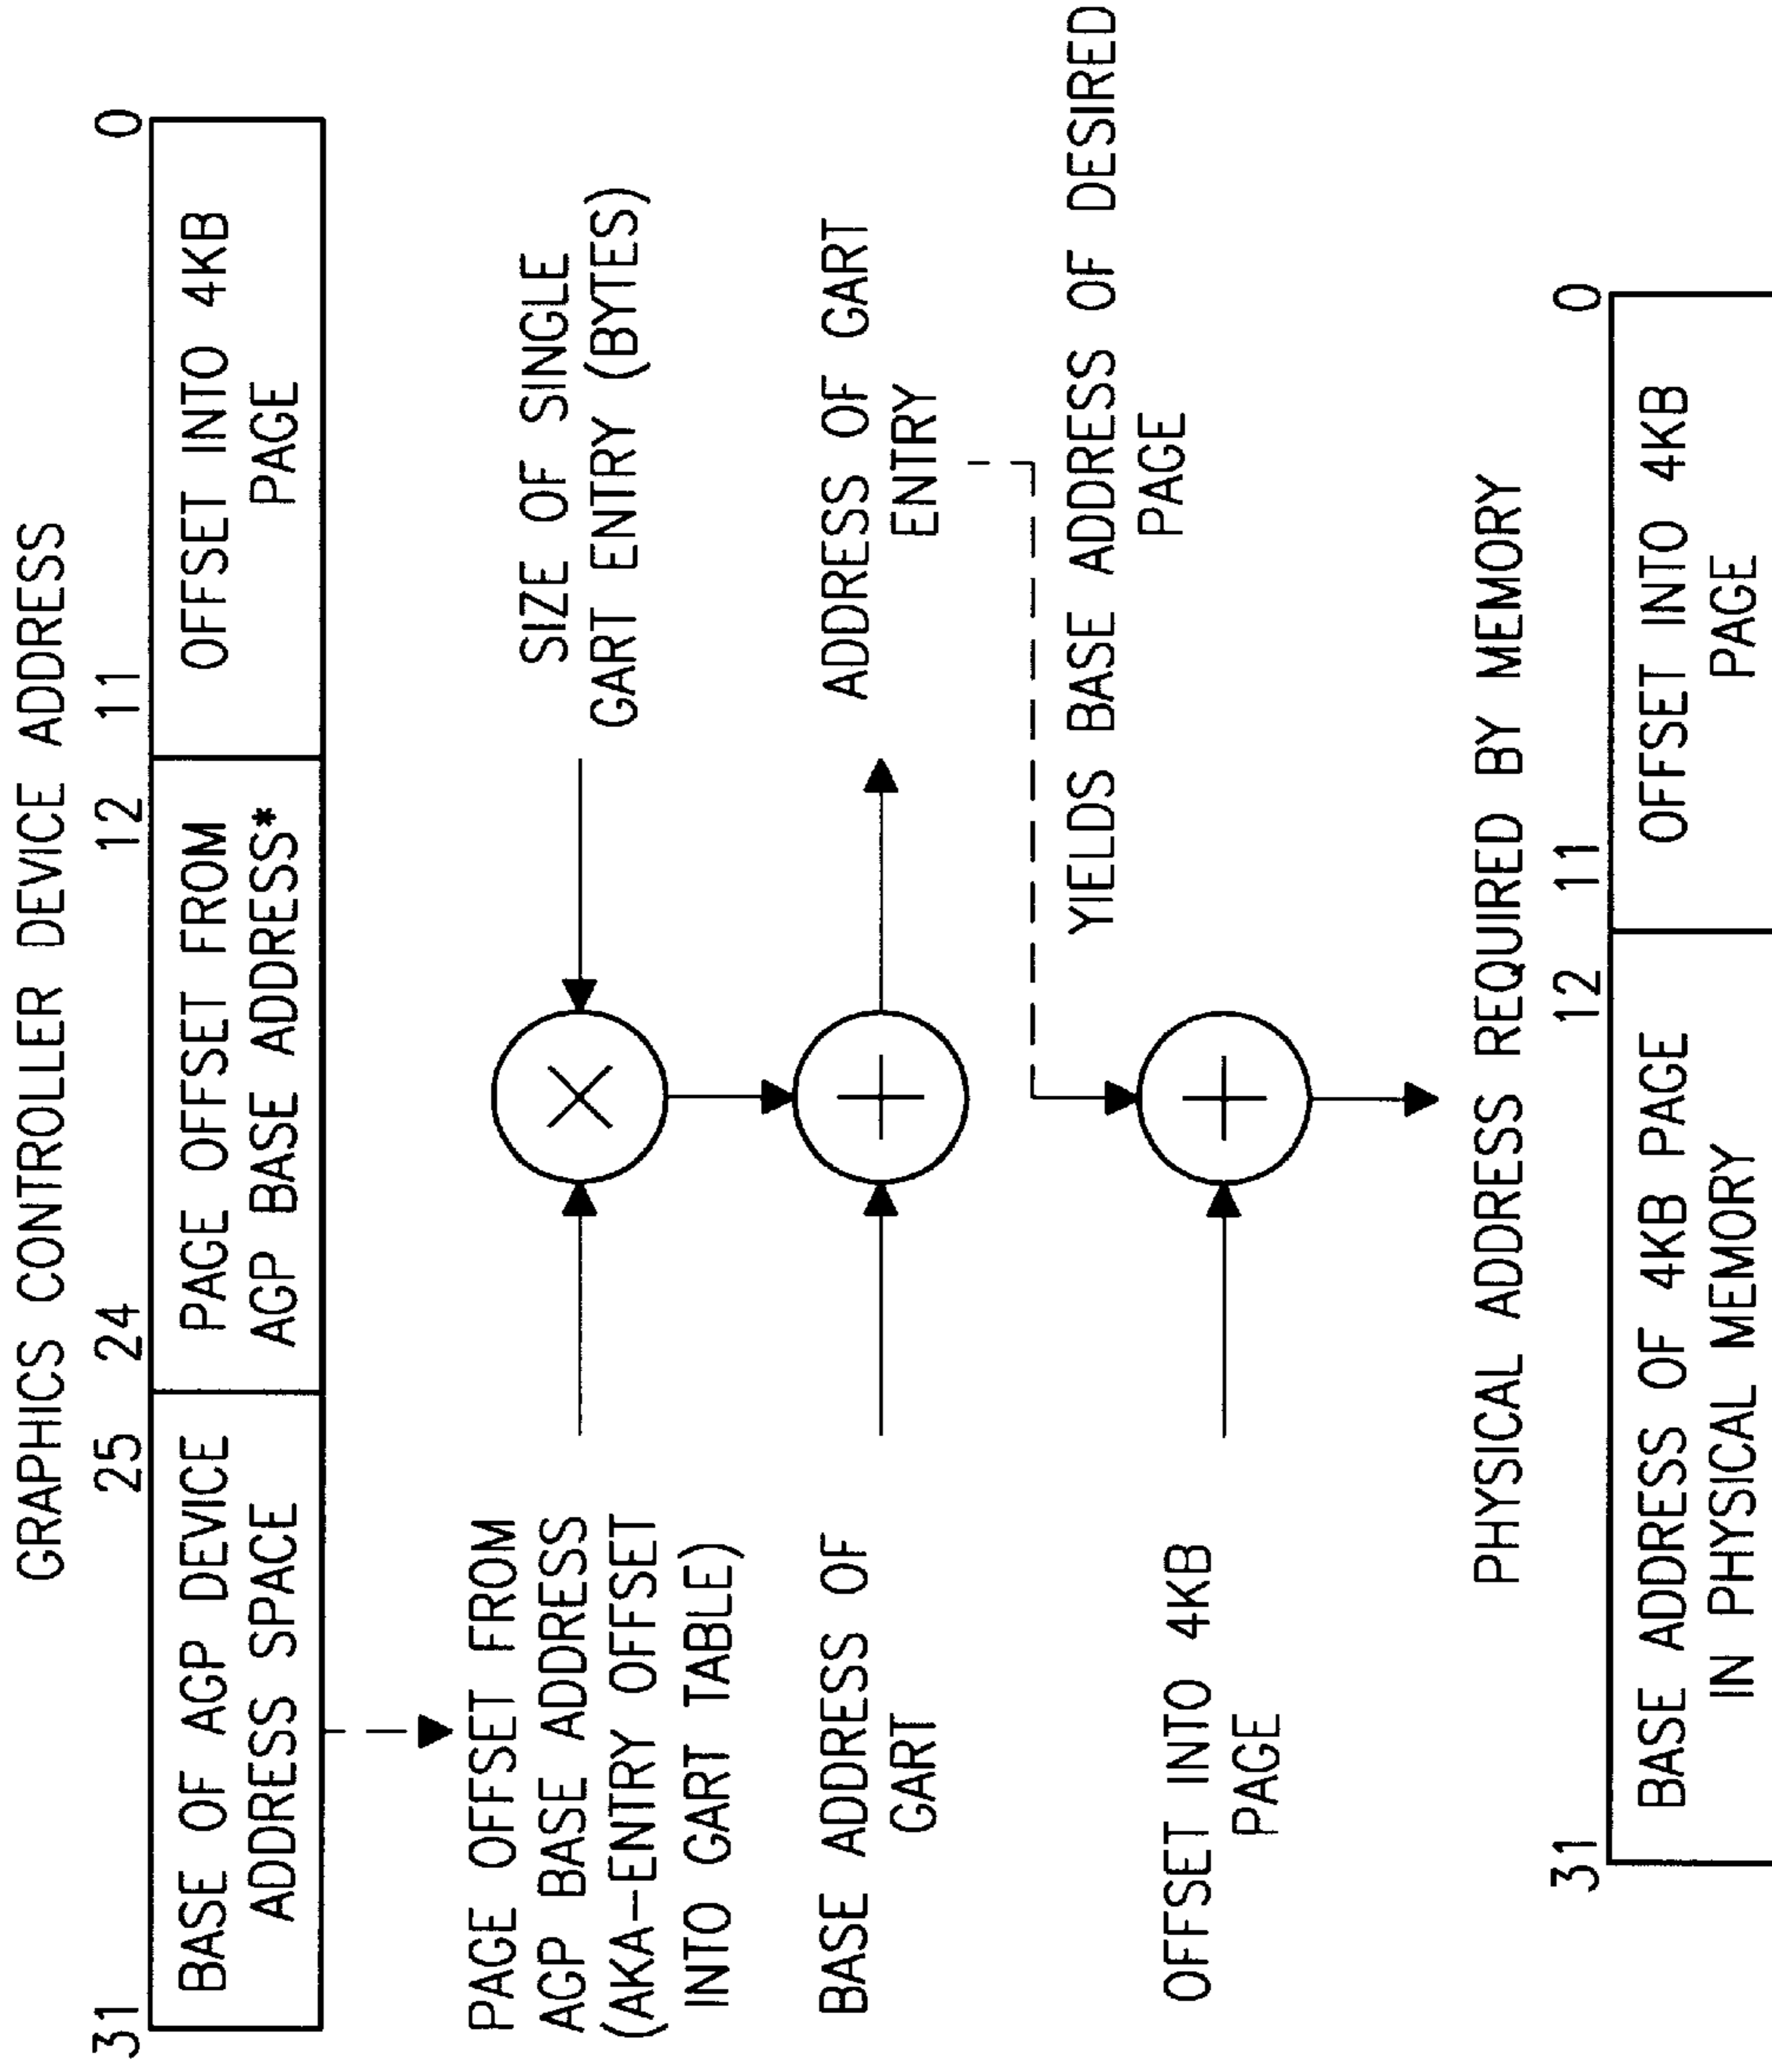 GRAPHICS CONTROLLER DEVICE ADDRESS
31 25 24 12 11 0
BASE OF AGP DEVICE
ADDRESS SPACE
PAGE OFFSET FROM
AGP BASE ADDRESS*
OFFSET INTO 4KB
PAGE
PAGE OFFSET FROM
AGP BASE ADDRESS
(AKA-ENTRY OFFSET
INTO GART TABLE)
SIZE OF SINGLE
GART ENTRY (BYTES)
BASE ADDRESS OF
GART
ADDRESS OF GART
ENTRY
YIELDS BASE ADDRESS OF DESIRED
PAGE
OFFSET INTO 4KB
PAGE
PHYSICAL ADDRESS REQUIRED BY MEMORY
31 12 11 0
BASE ADDRESS OF 4KB PAGE
IN PHYSICAL MEMORY
OFFSET INTO 4KB
PAGE